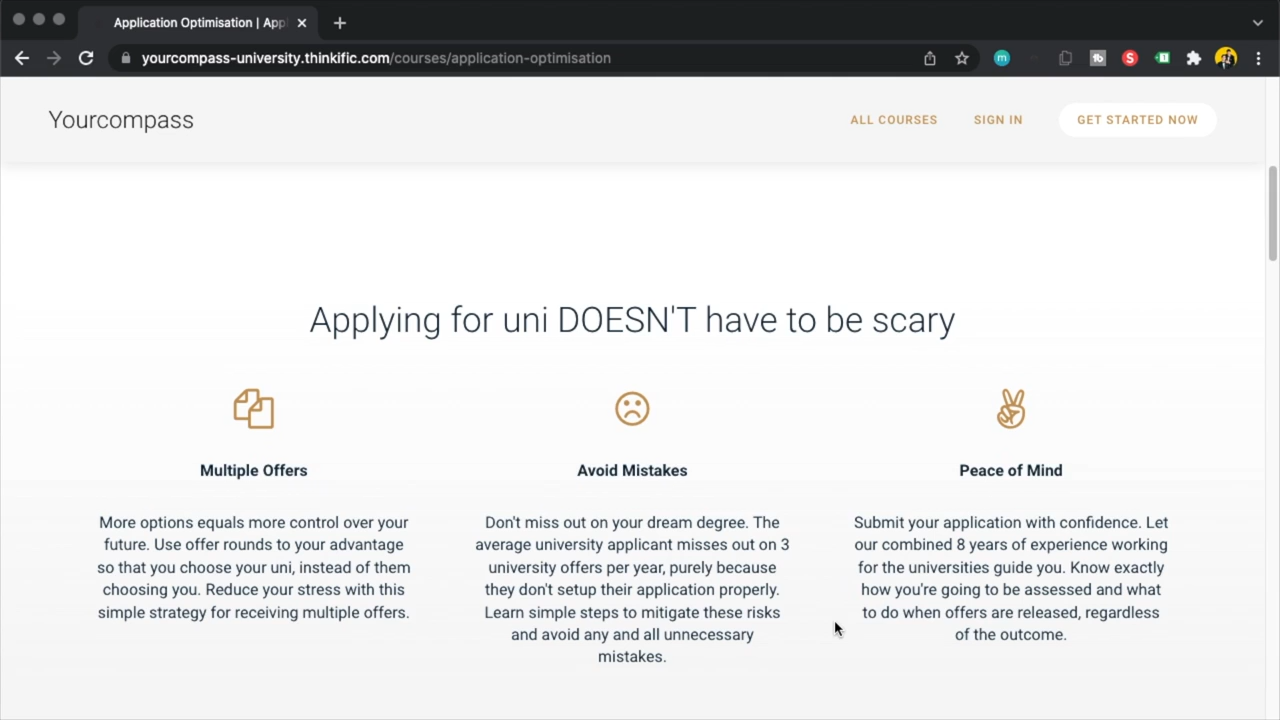 Application Optimisation | App
yourcompass-university.thinkific.com/courses/application-optimisation
Yourcompass
ALL COURSES
SIGN IN
GET STARTED NOW
Applying for uni DOESN'T have to be scary
Multiple Offers
More options equals more control over your
future. Use offer rounds to your advantage
so that you choose your uni, instead of them
choosing you. Reduce your stress with this
simple strategy for receiving multiple offers.
Avoid Mistakes
Don't miss out on your dream degree. The
average university applicant misses out on 3
university offers per year, purely because
they don't setup their application properly.
Learn simple steps to mitigate these risks
and avoid any and all unnecessary
mistakes.
Peace of Mind
Submit your application with confidence. Let
our combined 8 years of experience working
for the universities guide you. Know exactly
how you're going to be assessed and what
to do when offers are released, regardless
of the outcome.